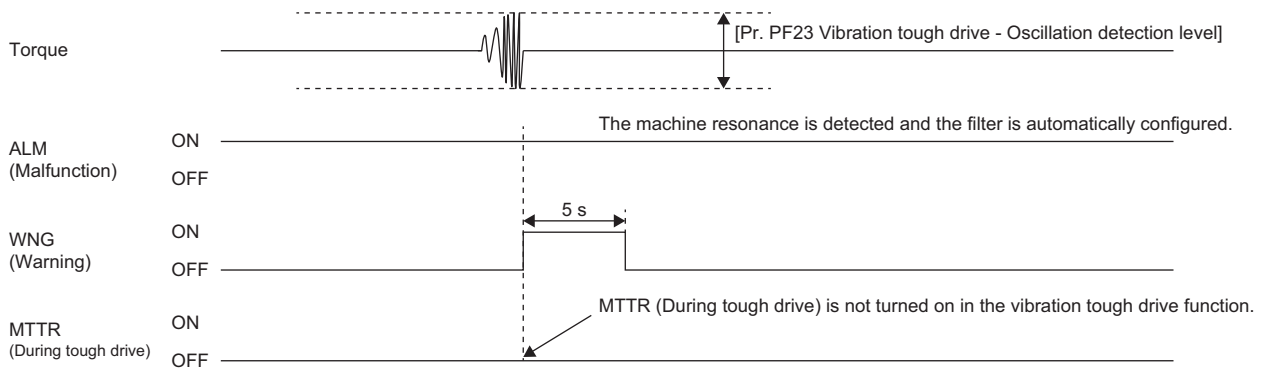 [Pr. PF23 Vibration tough drive - Oscillation detection level]
Torque
The machine resonance is detected and the filter is automatically configured.
ALM
(Malfunction)
ON
OFF
5 s
WNG
(Warning)
ON
OFF
MTTR (During tough drive) is not turned on in the vibration tough drive function.
MTTR
(During tough drive)
ON
OFF